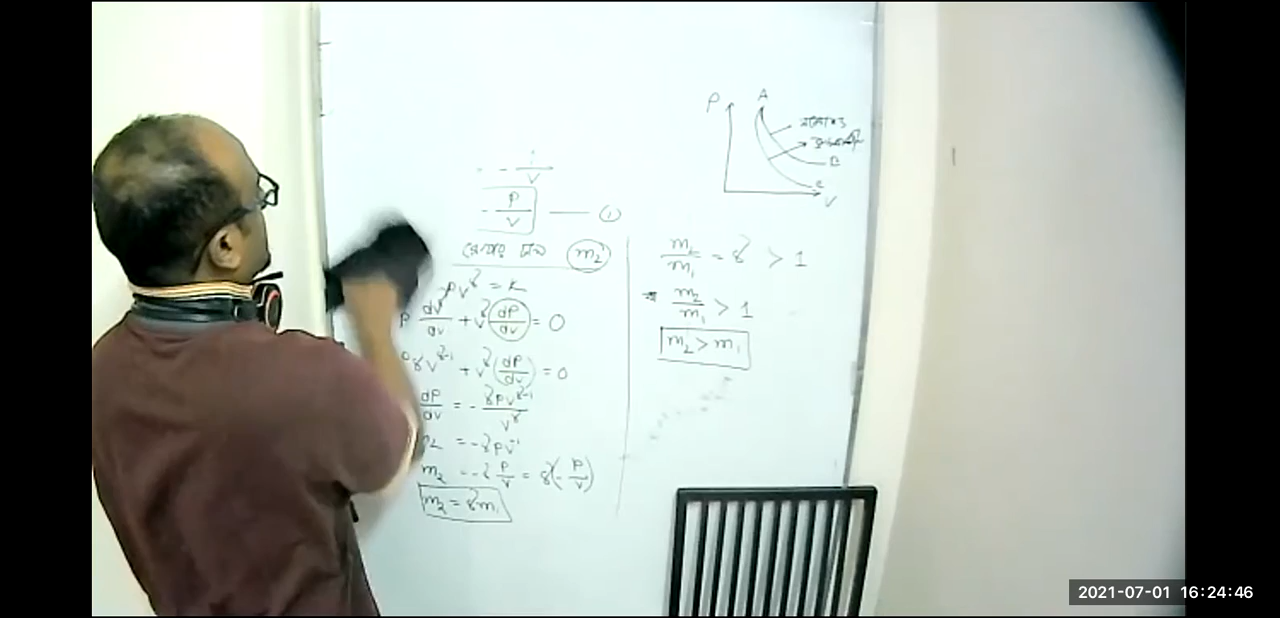 - - 1/V
- P/V —— ①
রেখার ঢাল m₂
PV^γ = K
P dV^γ/dV + V^γ dP/dV = 0
γV^(γ-1) + V^γ (dP/dV) = 0
dP/dV = - γPV^(γ-1)/V^γ
= -γPV^-1
m₂ = -γ P/V = γ(- P/V)
m₂ = γm₁
P A
B
C
V
m₂/m₁ = γ > 1
m₂/m₁ > 1
m₂ > m₁
2021-07-01 16:24:46